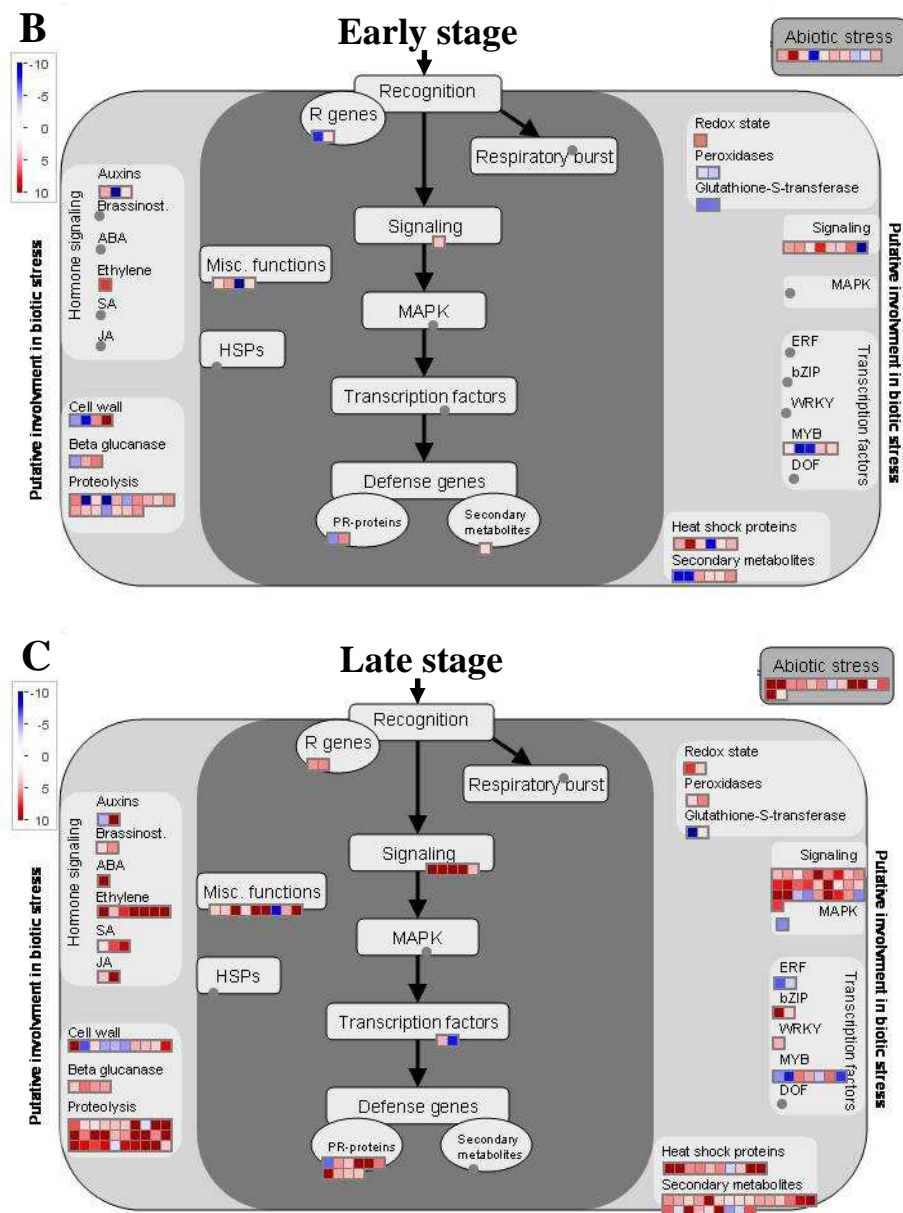 B
Early stage
Abiotic stress
-10
-5
0
5
10
Recognition
R genes
Respiratory burst
Redox state
Peroxidases
Glutathione-S-transferase
Putative involvment in biotic stress
Hormone signaling
Auxins
Brassinost.
ABA
Ethylene
SA
JA
Signaling
Misc. functions
MAPK
HSPs
Transcription factors
Defense genes
PR-proteins
Secondary metabolites
Signaling
MAPK
ERF
bZIP
WRKY
MYB
DOF
Transcription factors
Putative involvment in biotic stress
Cell wall
Beta glucanase
Proteolysis
Heat shock proteins
Secondary metabolites
C
Late stage
Abiotic stress
-10
-5
0
5
10
Recognition
R genes
Respiratory burst
Redox state
Peroxidases
Glutathione-S-transferase
Putative involvment in biotic stress
Hormone signaling
Auxins
Brassinost.
ABA
Ethylene
SA
JA
Signaling
Misc. functions
MAPK
HSPs
Transcription factors
Defense genes
PR-proteins
Secondary metabolites
Signaling
MAPK
ERF
bZIP
WRKY
MYB
DOF
Transcription factors
Putative involvment in biotic stress
Cell wall
Beta glucanase
Proteolysis
Heat shock proteins
Secondary metabolites